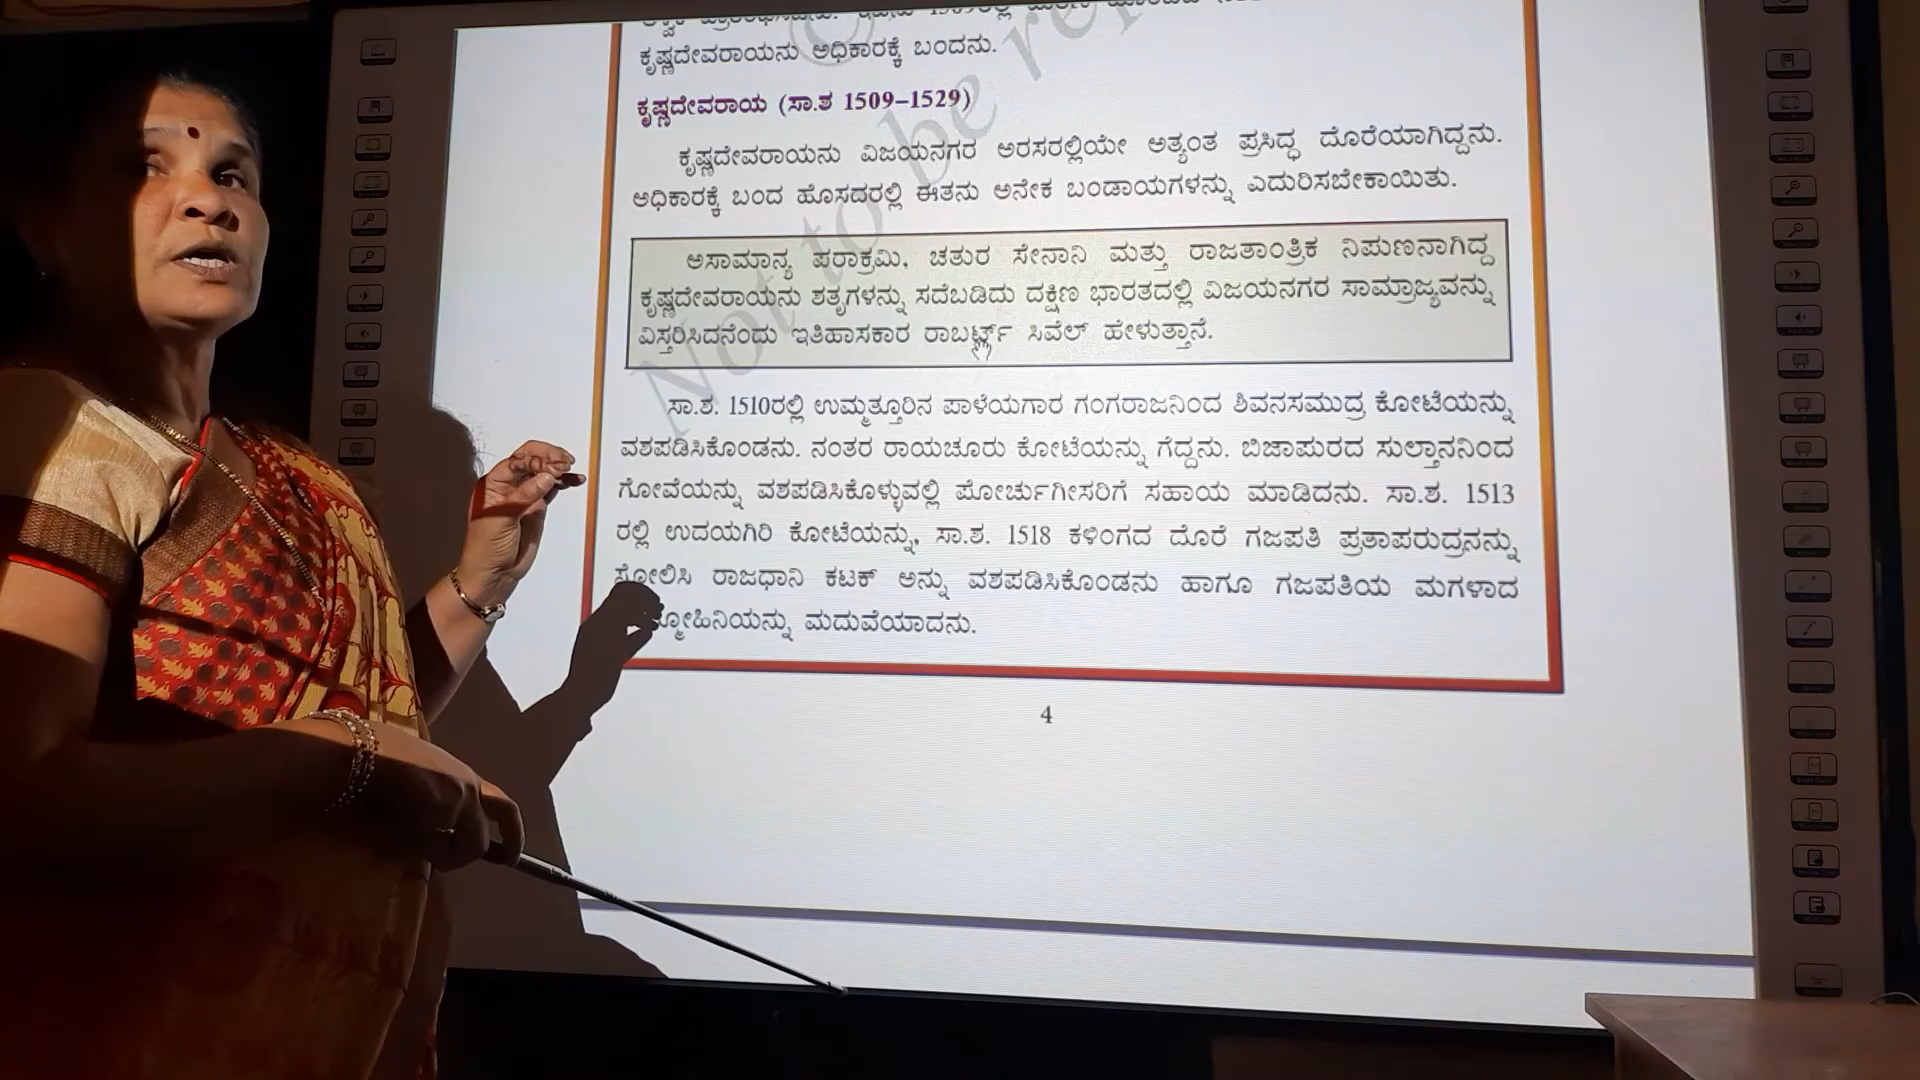 ಕೃಷ್ಣದೇವರಾಯನು ಅಧಿಕಾರಕ್ಕೆ ಬಂದನು.
ಕೃಷ್ಣದೇವರಾಯ (ಸಾ.ಶ 1509–1529)
ಕೃಷ್ಣದೇವರಾಯನು ವಿಜಯನಗರ ಅರಸರಲ್ಲಿಯೇ ಅತ್ಯಂತ ಪ್ರಸಿದ್ಧ ದೊರೆಯಾಗಿದ್ದನು.
ಅಧಿಕಾರಕ್ಕೆ ಬಂದ ಹೊಸದರಲ್ಲಿ ಈತನು ಅನೇಕ ಬಂಡಾಯಗಳನ್ನು ಎದುರಿಸಬೇಕಾಯಿತು.
ಅಸಾಮಾನ್ಯ ಪರಾಕ್ರಮಿ, ಚತುರ ಸೇನಾನಿ ಮತ್ತು ರಾಜತಾಂತ್ರಿಕ ನಿಪುಣನಾಗಿದ್ದ
ಕೃಷ್ಣದೇವರಾಯನು ಶತೃಗಳನ್ನು ಸದೆಬಡಿದು ದಕ್ಷಿಣ ಭಾರತದಲ್ಲಿ ವಿಜಯನಗರ ಸಾಮ್ರಾಜ್ಯವನ್ನು
ವಿಸ್ತರಿಸಿದನೆಂದು ಇತಿಹಾಸಕಾರ ರಾಬರ್ಟ್ ಸಿವೆಲ್ ಹೇಳುತ್ತಾನೆ.
ಸಾ.ಶ. 1510ರಲ್ಲಿ ಉಮ್ಮತ್ತೂರಿನ ಪಾಳೆಯಗಾರ ಗಂಗರಾಜನಿಂದ ಶಿವನಸಮುದ್ರ ಕೋಟೆಯನ್ನು
ವಶಪಡಿಸಿಕೊಂಡನು. ನಂತರ ರಾಯಚೂರು ಕೋಟೆಯನ್ನು ಗೆದ್ದನು. ಬಿಜಾಪುರದ ಸುಲ್ತಾನನಿಂದ
ಗೋವೆಯನ್ನು ವಶಪಡಿಸಿಕೊಳ್ಳುವಲ್ಲಿ ಪೋರ್ಚುಗೀಸರಿಗೆ ಸಹಾಯ ಮಾಡಿದನು. ಸಾ.ಶ. 1513
ರಲ್ಲಿ ಉದಯಗಿರಿ ಕೋಟೆಯನ್ನು, ಸಾ.ಶ. 1518 ಕಳಿಂಗದ ದೊರೆ ಗಜಪತಿ ಪ್ರತಾಪರುದ್ರನನ್ನು
ಸೋಲಿಸಿ ರಾಜಧಾನಿ ಕಟಕ್ ಅನ್ನು ವಶಪಡಿಸಿಕೊಂಡನು ಹಾಗೂ ಗಜಪತಿಯ ಮಗಳಾದ
ಮದುವೆಯಾದನು.
4
© Not to be